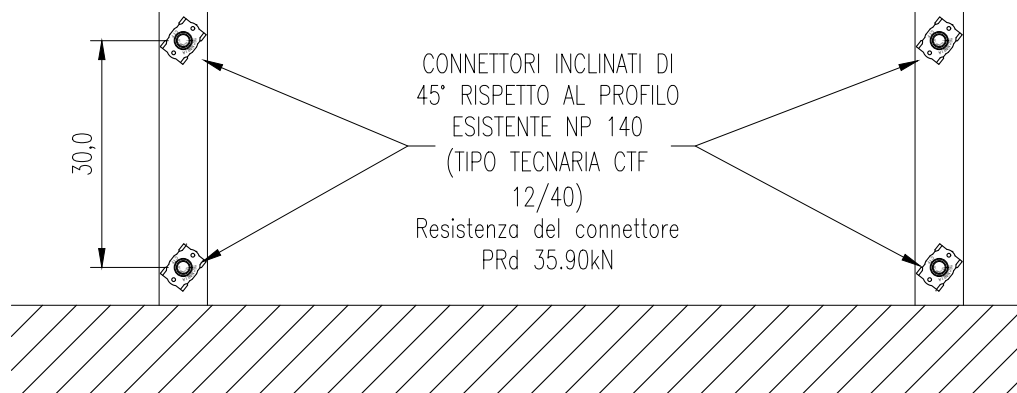 CONNETTORI INCLINATI DI
45° RISPETTO AL PROFILO
ESISTENTE NP 140
(TIPO TECNARIA CTF
12/40)
Resistenza del connettore
PRd 35.90kN
30,0